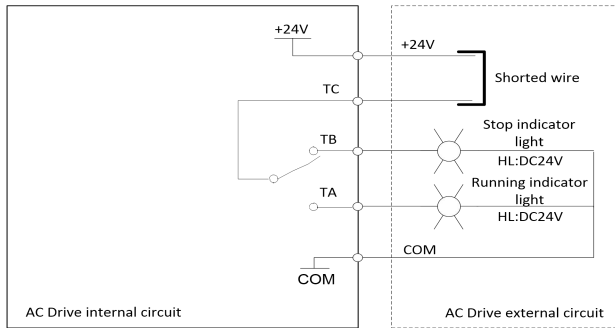 +24V
+24V
Shorted wire
TC
Stop indicator
light
TB
HL:DC24V
Running indicator
light
TA
HL:DC24V
COM
COM
AC Drive internal circuit
AC Drive external circuit